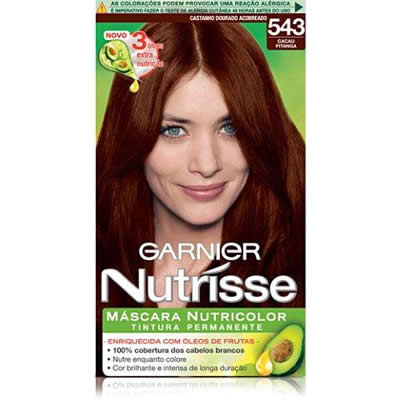 AS COLORAÇÕES PODEM PROVOCAR UMA REAÇÃO ALÉRGICA.
É IMPERATIVO FAZER O TESTE DE ALERGIA CUTÂNEA 48 HORAS ANTES DO USO
CASTANHO DOURADO ACOBREADO
543
CACAU
PITANGA
NOVO
3 óleos
extra
nutrição
GARNIER
Nutrisse
MÁSCARA NUTRICOLOR
TINTURA PERMANENTE
ENRIQUECIDA COM ÓLEOS DE FRUTAS
• 100% cobertura dos cabelos brancos
• Nutre enquanto colore
• Cor brilhante e intensa de longa duração